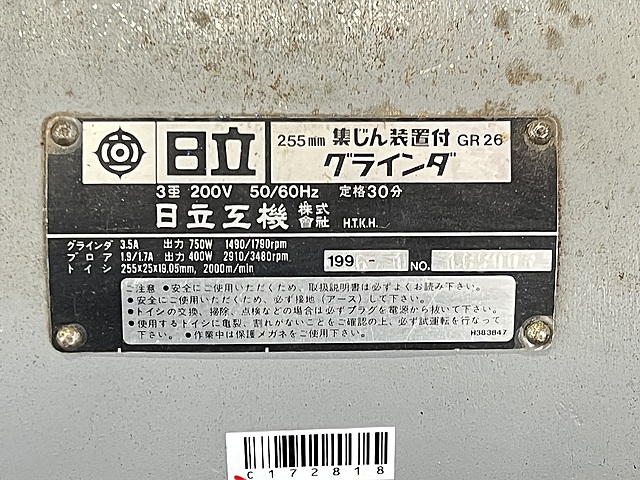 日立
255mm 集じん装置付 GR26
グラインダ
3相 200V 50/60Hz 定格30分
日立工機 株式會社 H.T.K.H.
グラインダ 3.5A 出力 750W 1490/1790rpm
ブロア 1.9/1.7A 出力 400W 2910/3480rpm
トイシ 255×25×19.05mm, 2000m/min
199 - NO.
ご注意 ●安全にご使用いただくため、取扱説明書は必ずよくお読み下さい。
●安全にご使用いただくため、必ず接地(アース)して下さい。
●トイシの交換、掃除、点検などの場合は必ずプラグを電源から抜いて下さい。
●使用するトイシに亀裂、割れがないことをご確認の上、必ず試運転を行なって
下さい。●作業中は保護メガネをご使用下さい。 H383847
C172818